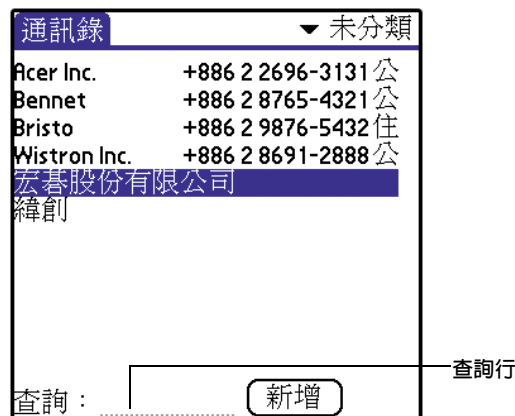 通訊錄 ▼ 未分類
Acer Inc. +886 2 2696-3131 公
Bennet +886 2 8765-4321 公
Bristo +886 2 9876-5432 住
Wistron Inc. +886 2 8691-2888 公
宏碁股份有限公司
緯創
查詢行
查詢： 新增